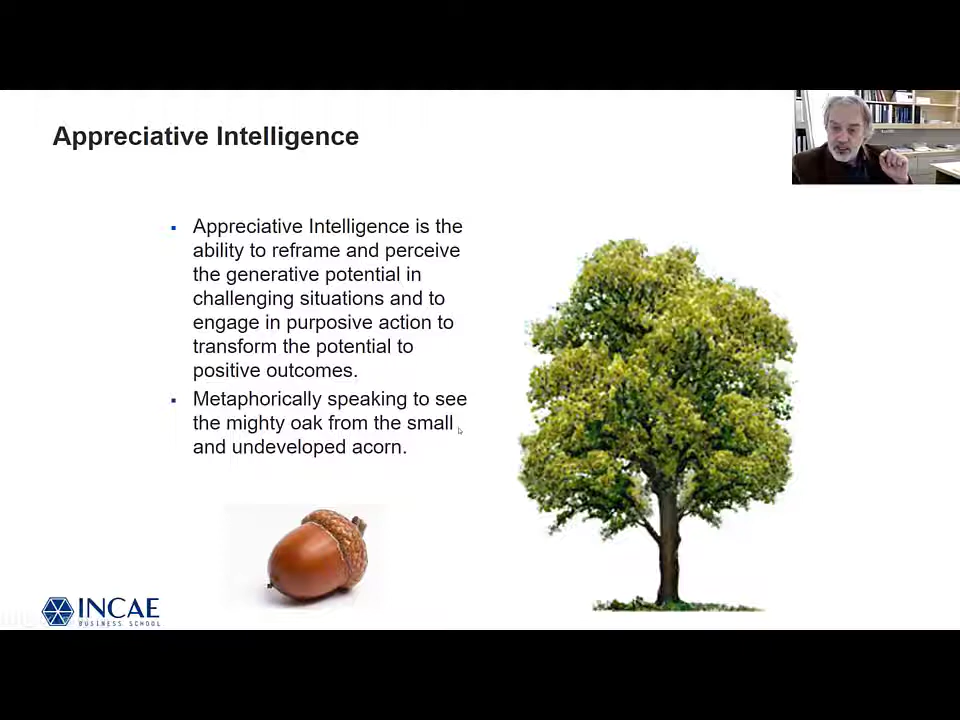 Appreciative Intelligence
▪ Appreciative Intelligence is the
ability to reframe and perceive
the generative potential in
challenging situations and to
engage in purposive action to
transform the potential to
positive outcomes.
▪ Metaphorically speaking to see
the mighty oak from the small
and undeveloped acorn.
INCAE
BUSINESS SCHOOL